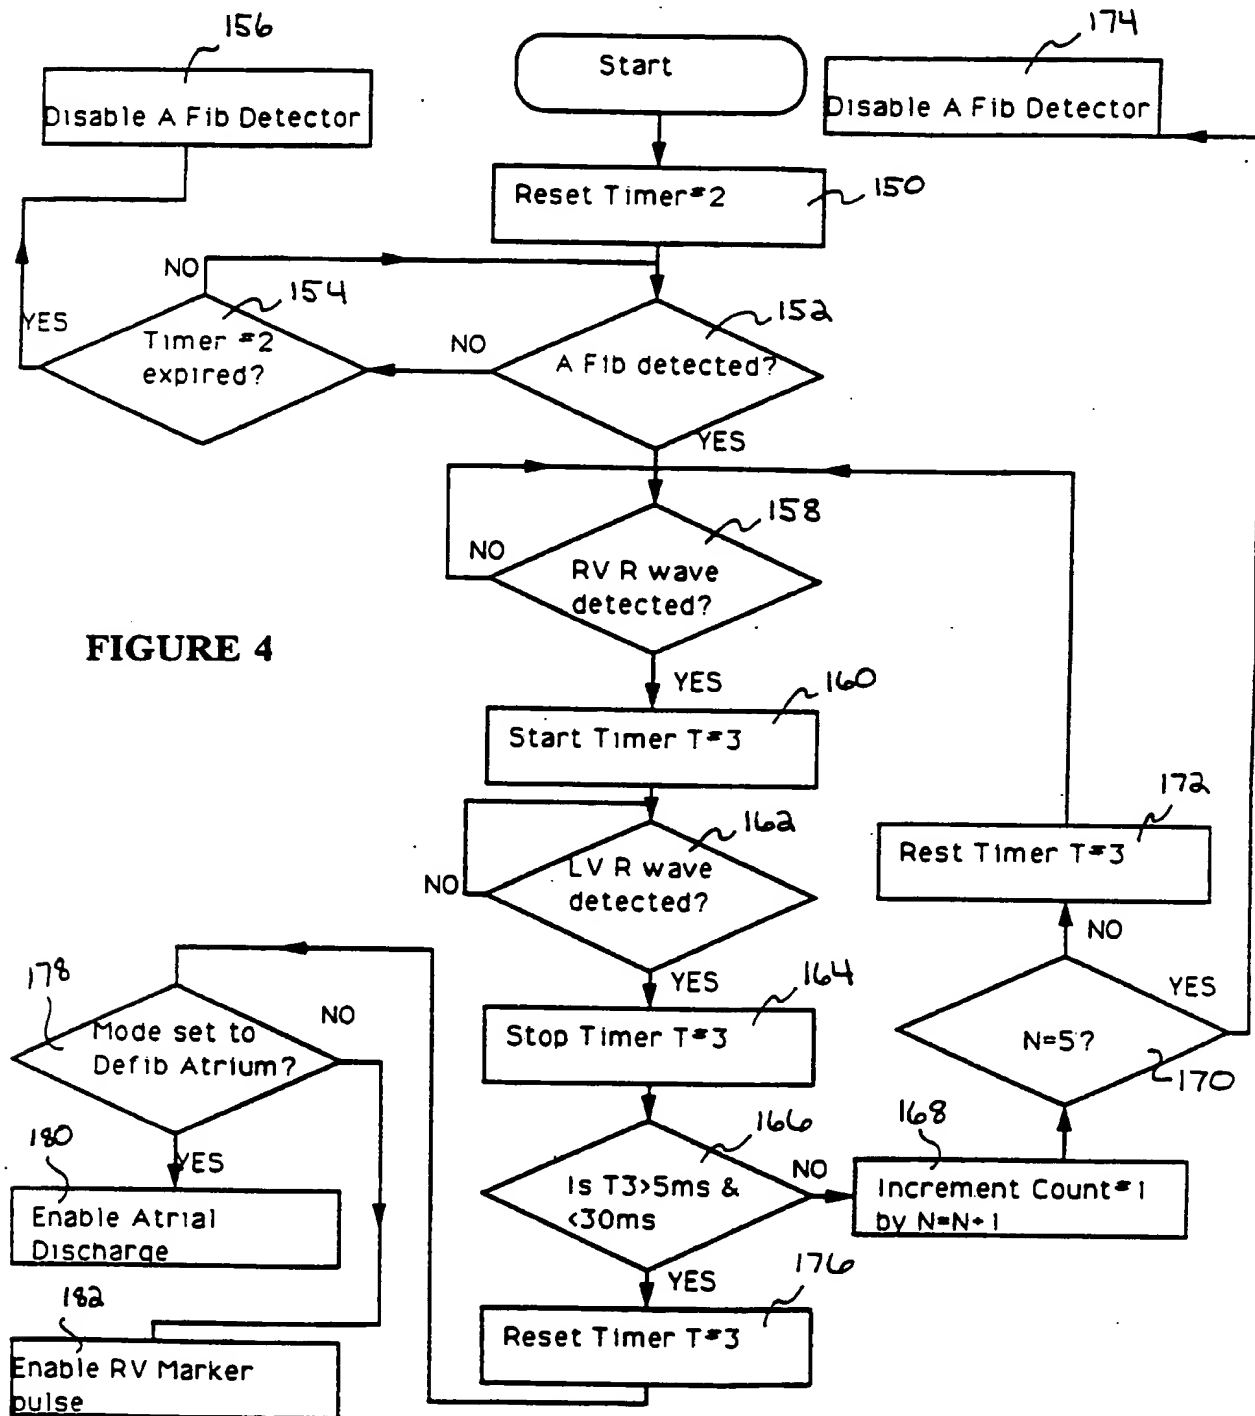 156
Disable A Fib Detector
Start
174
Disable A Fib Detector
Reset Timer#2
150
NO
154
YES
Timer #2
expired?
NO
152
A Fib detected?
YES
158
NO
RV R wave
detected?
FIGURE 4
YES
160
Start Timer T#3
162
NO
LV R wave
detected?
172
Rest Timer T#3
NO
YES
164
Stop Timer T#3
YES
N=5?
170
178
NO
Mode set to
Defib Atrium?
166
NO
Is T3>5ms &
<30ms
168
Increment Count#1
by N=N+1
180
YES
Enable Atrial
Discharge
YES
176
Reset Timer T#3
182
Enable RV Marker
pulse